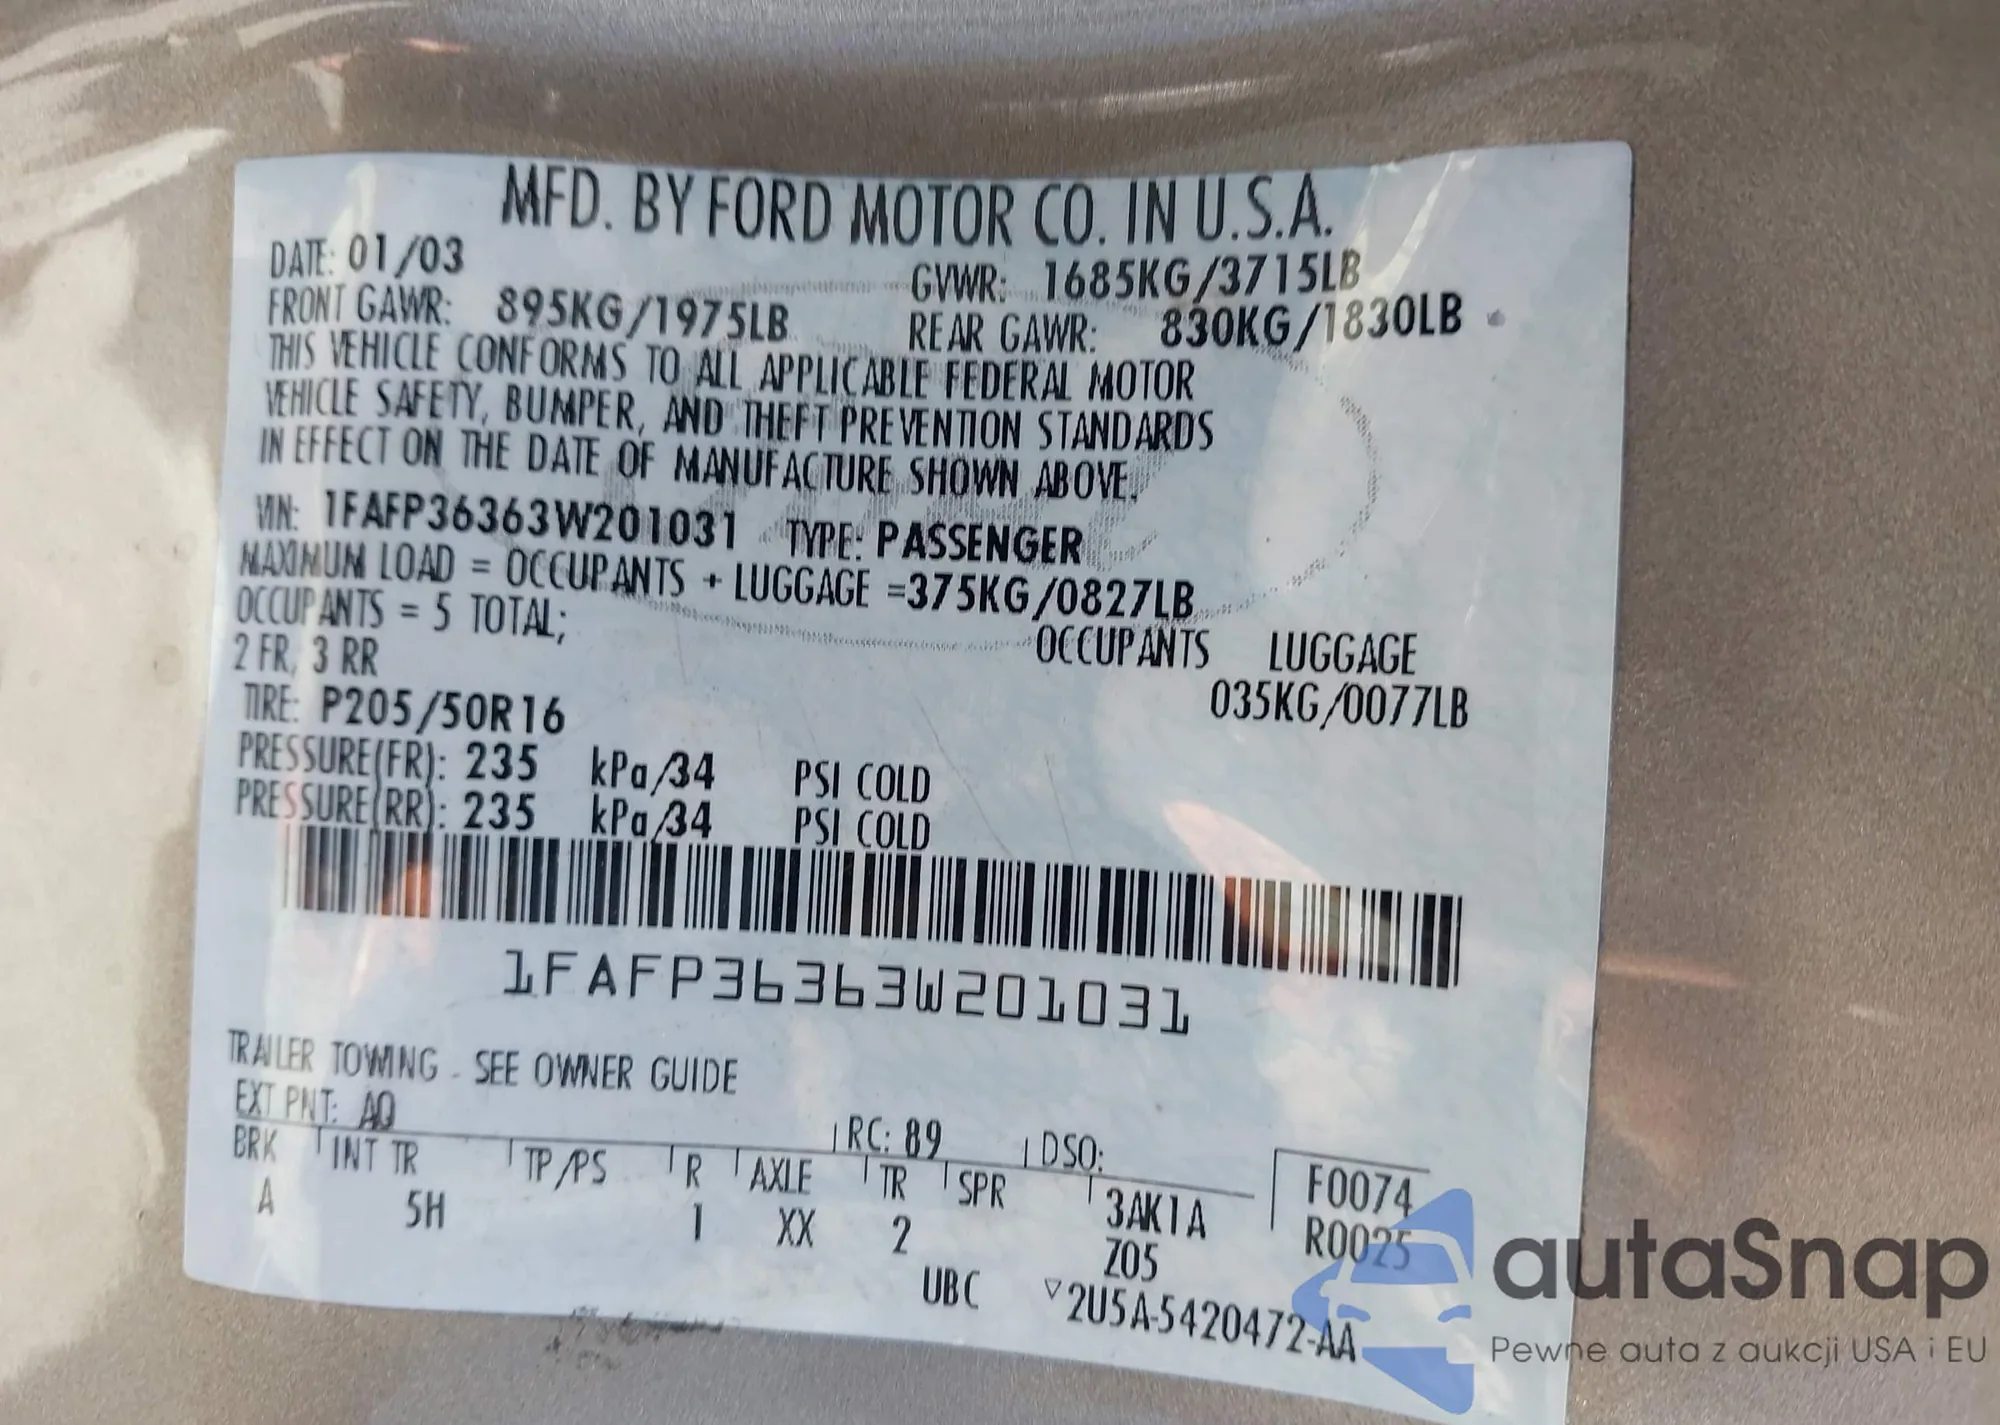 MFD. BY FORD MOTOR CO. IN U.S.A.
DATE: 01/03 GVWR: 1685KG/3715LB
FRONT GAWR: 895KG/1975LB REAR GAWR: 830KG/1830LB
THIS VEHICLE CONFORMS TO ALL APPLICABLE FEDERAL MOTOR
VEHICLE SAFETY, BUMPER, AND THEFT PREVENTION STANDARDS
IN EFFECT ON THE DATE OF MANUFACTURE SHOWN ABOVE.
VIN: 1FAFP36363W201031 TYPE: PASSENGER
MAXIMUM LOAD = OCCUPANTS + LUGGAGE =375KG/0827LB
OCCUPANTS = 5 TOTAL; OCCUPANTS LUGGAGE
2 FR, 3 RR 035KG/0077LB
TIRE: P205/50R16
PRESSURE(FR): 235 kPa/34 PSI COLD
PRESSURE(RR): 235 kPa/34 PSI COLD
1FAFP36363W201031
TRAILER TOWING - SEE OWNER GUIDE
EXT PNT: AQ RC: 89 DSO:
BRK INT TR TP/PS R AXLE TR SPR F0074
A 5H 1 XX 2 3AK1A R0025
Z05
UBC ▽2U5A-5420472-AA
autaSnap
Pewne auta z aukcji USA i EU